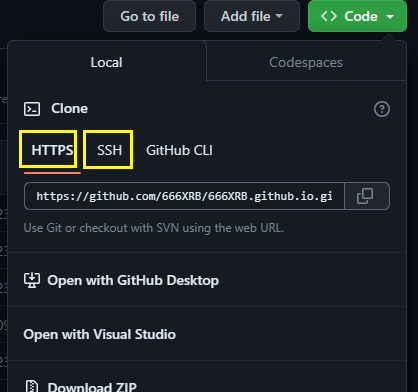 Go to file Add file Code
Local Codespaces
Clone
HTTPS SSH GitHub CLI
https://github.com/666XRB/666XRB.github.io.gi
Use Git or checkout with SVN using the web URL.
Open with GitHub Desktop
Open with Visual Studio
Download ZIP